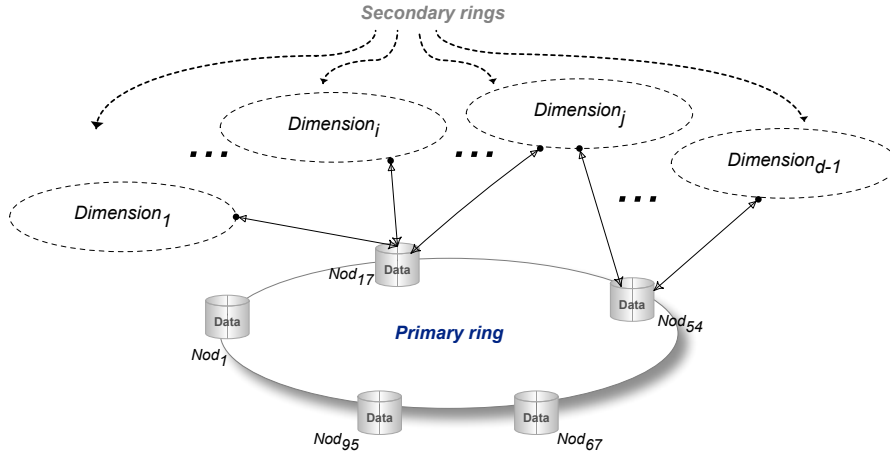 Secondary rings
Dimension_i
Dimension_j
Dimension_d-1
Dimension_1
Data
Nod_17
Data
Nod_54
Data
Nod_1
Primary ring
Data
Nod_95
Data
Nod_67